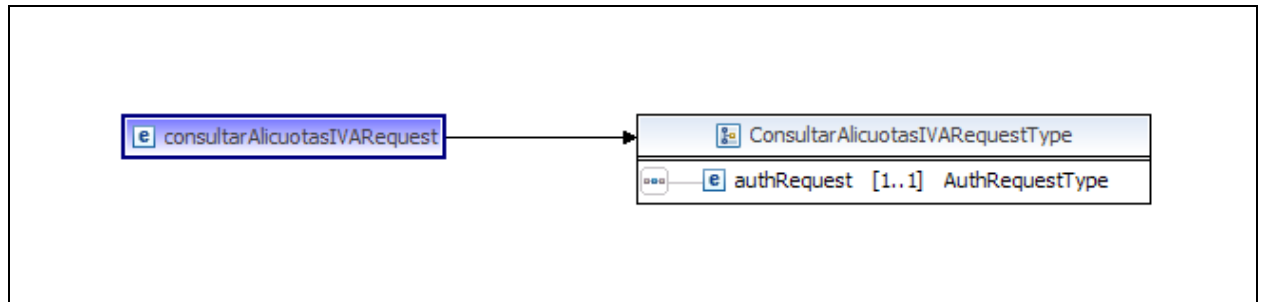 e consultarAlicuotasIVARequest
ConsultarAlicuotasIVARequestType
e authRequest [1..1] AuthRequestType